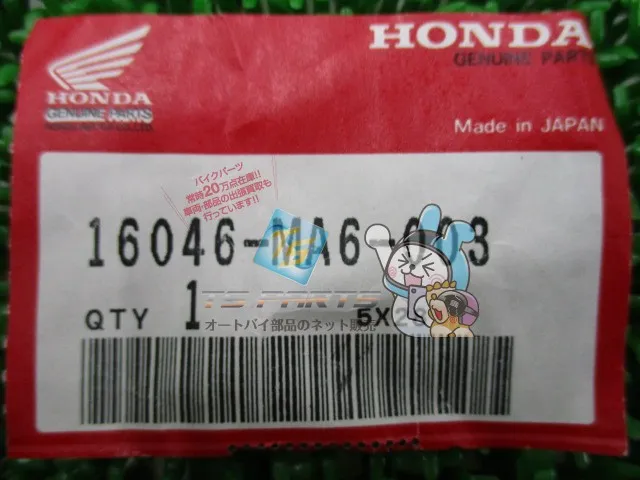 HONDA
GENUINE PARTS
HONDA
GENUINE PARTS
Made in JAPAN
バイクパーツ
常時20万点在庫!!
車両・部品の出張買取も
行っています!!
16046-MA6-003
TS PARTS
QTY 1
オートバイ部品のネット販売